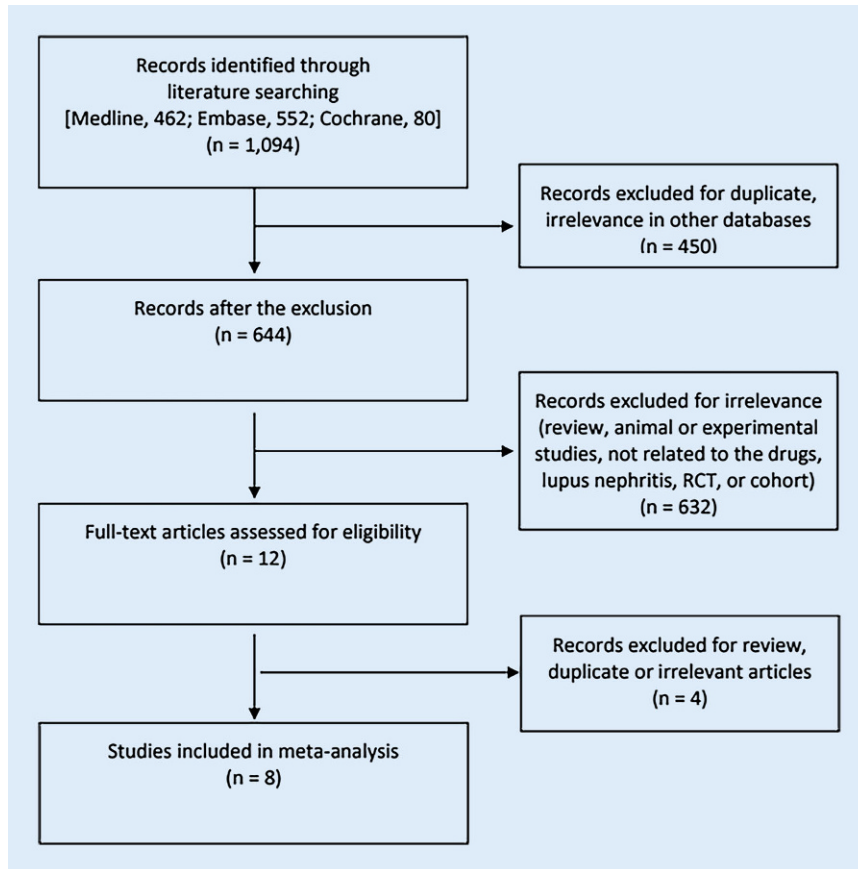 Records identified through
literature searching
[Medline, 462; Embase, 552; Cochrane, 80]
(n = 1,094)
Records excluded for duplicate,
irrelevance in other databases
(n = 450)
Records after the exclusion
(n = 644)
Records excluded for irrelevance
(review, animal or experimental
studies, not related to the drugs,
lupus nephritis, RCT, or cohort)
(n = 632)
Full-text articles assessed for eligibility
(n = 12)
Records excluded for review,
duplicate or irrelevant articles
(n = 4)
Studies included in meta-analysis
(n = 8)